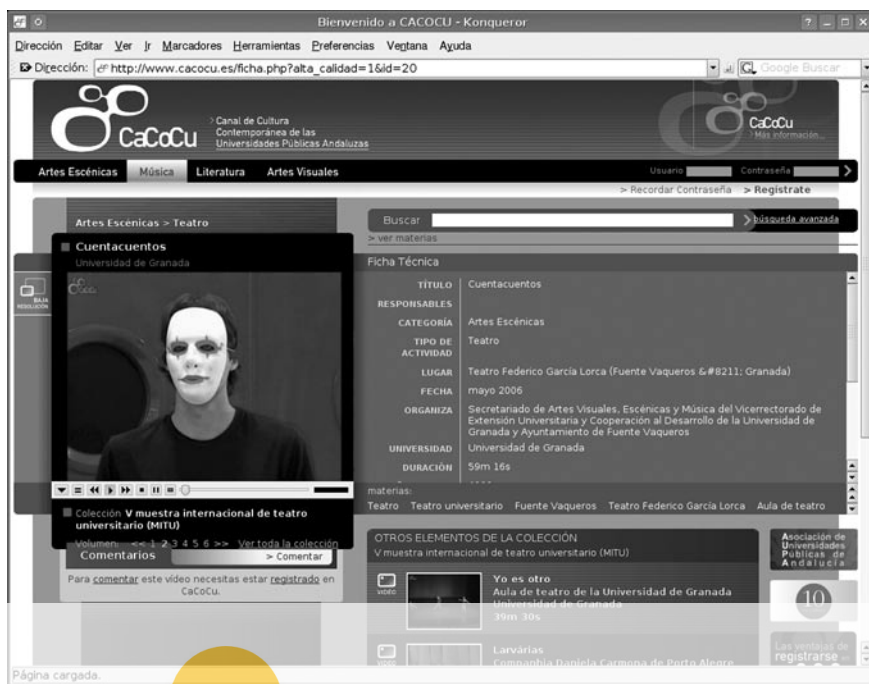 Bienvenido a CACOCU - Konqueror
Dirección Editar Ver Ir Marcadores Herramientas Preferencias Ventana Ayuda
Dirección: http://www.cacocu.es/ficha.php?alta_calidad=1&id=20
Google Buscar
CaCoCu
> Canal de Cultura
Contemporánea de las
Universidades Públicas Andaluzas
CaCoCu
> Más información...
Artes Escénicas Música Literatura Artes Visuales
Usuario Contraseña
> Recordar Contraseña > Regístrate
Artes Escénicas > Teatro
Buscar
búsqueda avanzada
> ver materias
Cuentacuentos
Universidad de Granada
BAJA
RESOLUCIÓN
Ficha Técnica
TÍTULO Cuentacuentos
RESPONSABLES
CATEGORÍA Artes Escénicas
TIPO DE Teatro
ACTIVIDAD
LUGAR Teatro Federico García Lorca (Fuente Vaqueros &#8211; Granada)
FECHA mayo 2006
ORGANIZA Secretariado de Artes Visuales, Escénicas y Música del Vicerrectorado de
Extensión Universitaria y Cooperación al Desarrollo de la Universidad de
Granada y Ayuntamiento de Fuente Vaqueros
UNIVERSIDAD Universidad de Granada
DURACIÓN 59m 16s
materias:
Teatro Teatro universitario Fuente Vaqueros Teatro Federico García Lorca Aula de teatro
Colección V muestra internacional de teatro
universitario (MITU)
Volumen: << 1 2 3 4 5 6 >> Ver toda la colección
Comentarios > Comentar
Para comentar este vídeo necesitas estar registrado en
CaCoCu.
OTROS ELEMENTOS DE LA COLECCIÓN
V muestra internacional de teatro universitario (MITU)
VIDEO
Yo es otro
Aula de teatro de la Universidad de Granada
Universidad de Granada
39m 30s
VIDEO
Larvárias
Companhia Daniela Carmona de Porto Alegre
Asociación de
Universidades
Públicas de
Andalucía
10
Las ventajas de
registrarse en
Página cargada.